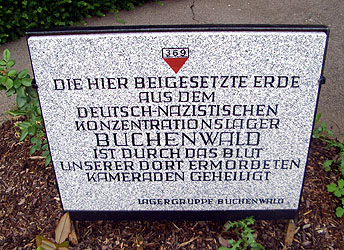 369
DIE HIER BEIGESETZTE ERDE
AUS DEM
DEUTSCH-NAZISTISCHEN
KONZENTRATIONSLAGER
BUCHENWALD
IST DURCH DAS BLUT
UNSERER DORT ERMORDETEN
KAMERADEN GEHEILIGT
LAGERGRUPPE BUCHENWALD